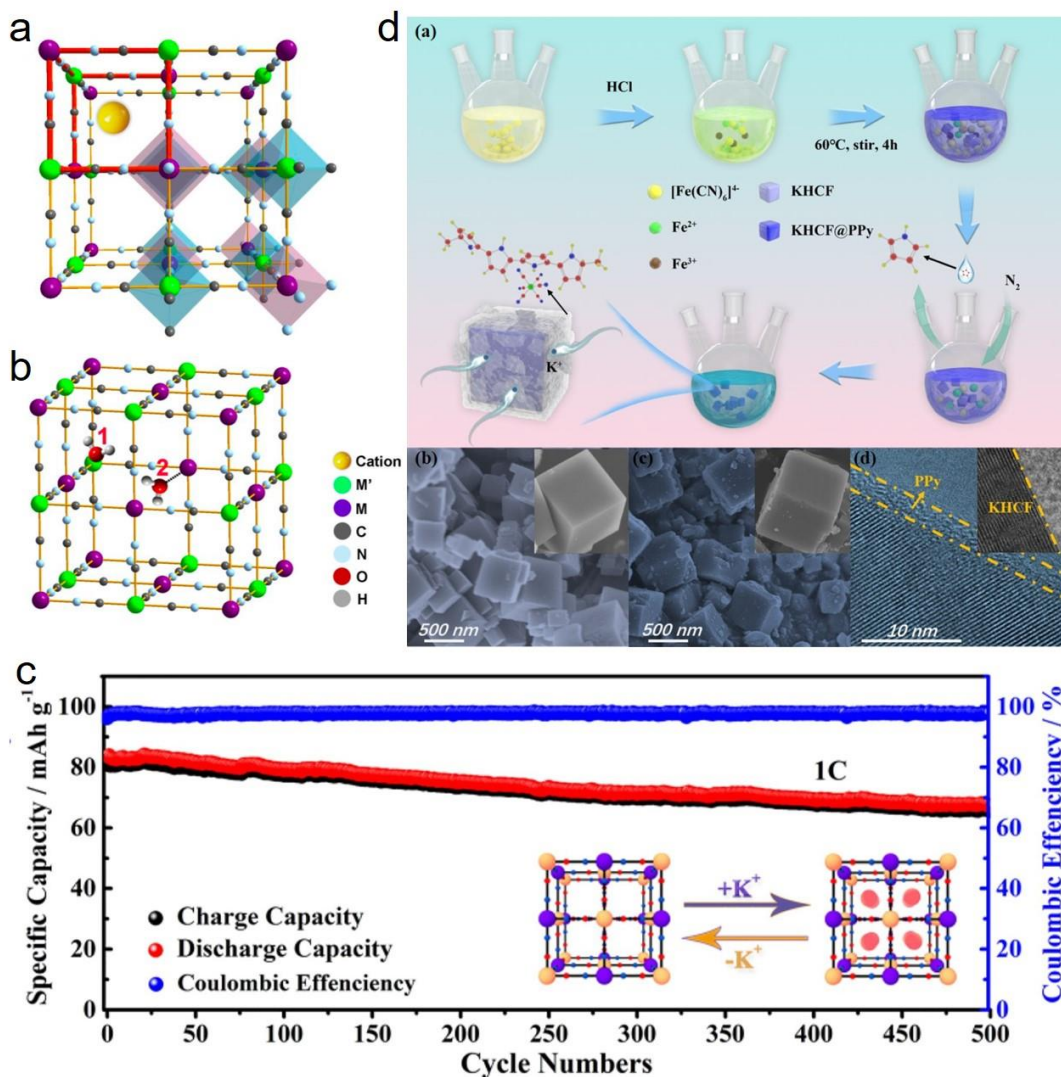 a
b
1
2
Cation
M'
M
C
N
O
H
d
(a)
HCl
60℃, stir, 4h
[Fe(CN)₆]⁴⁻
KHCF
Fe²⁺
KHCF@PPy
Fe³⁺
N₂
K⁺
(b)
500 nm
(c)
500 nm
(d)
PPy
KHCF
10 nm
c
Specific Capacity / mAh g⁻¹
100
80
60
40
20
0
1C
Charge Capacity
Discharge Capacity
Coulombic Effenciency
+K⁺
-K⁺
100
80
60
40
20
0
Coulombic Effenciency / %
0 50 100 150 200 250 300 350 400 450 500
Cycle Numbers